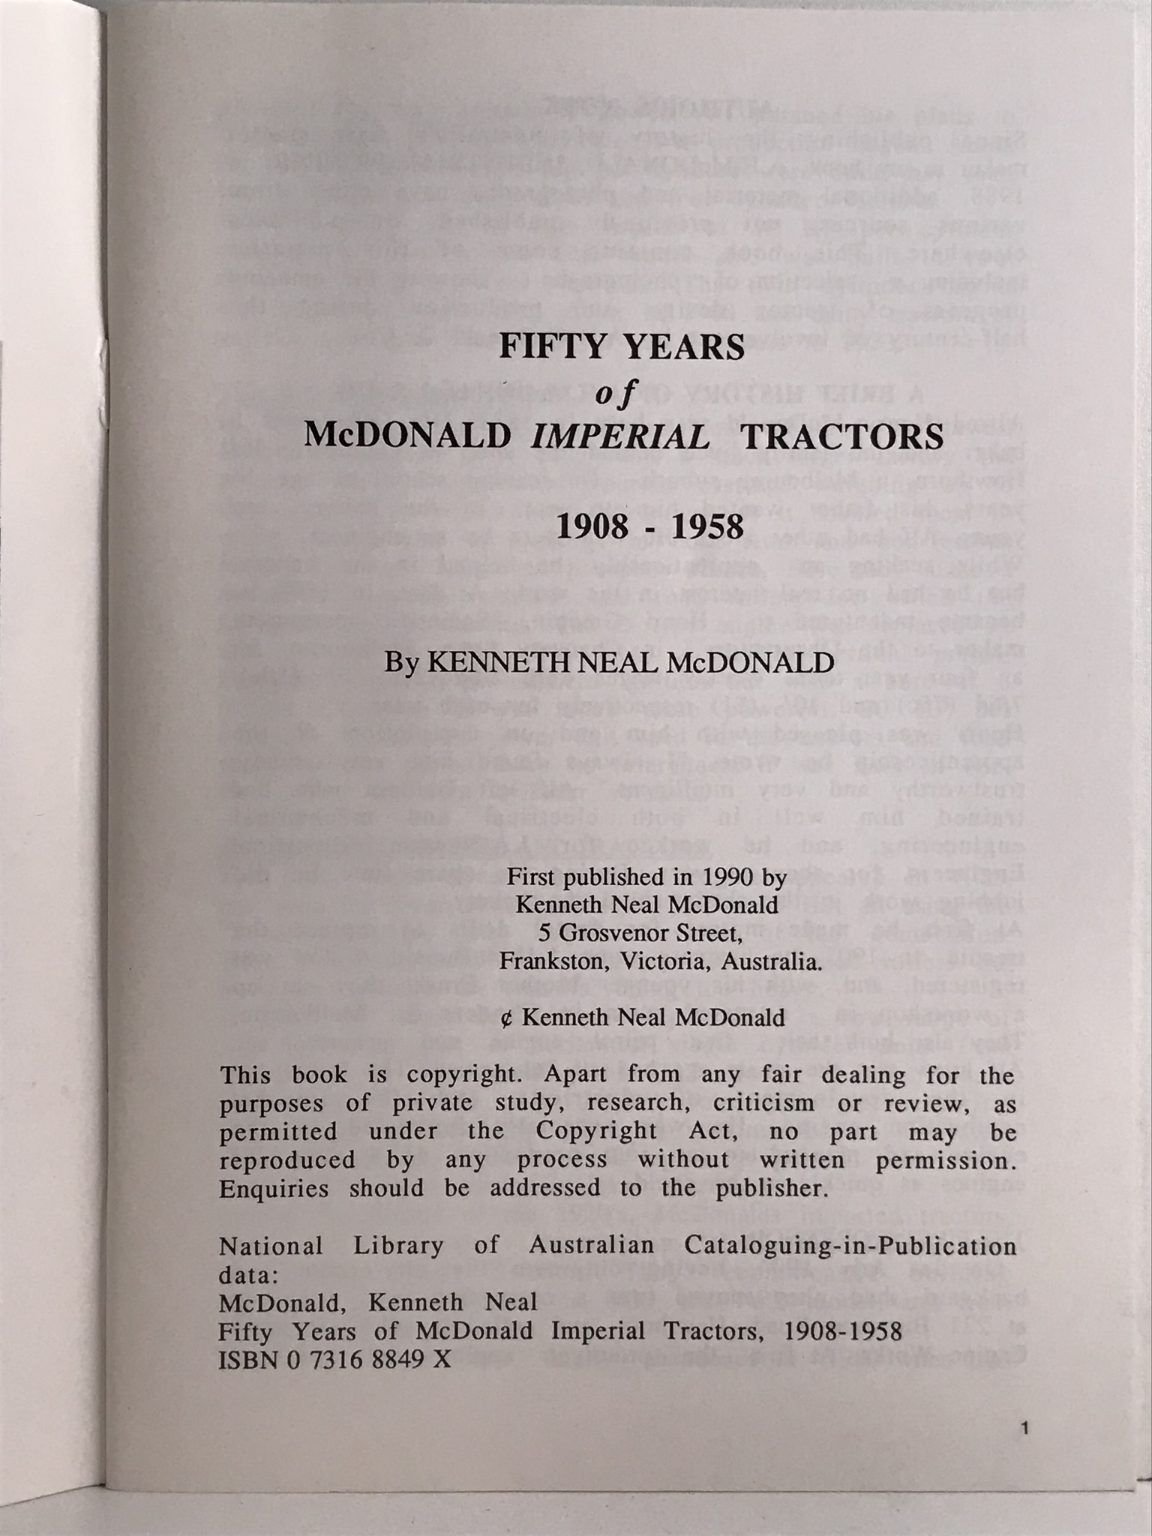 FIFTY YEARS
of
McDONALD IMPERIAL TRACTORS
1908 - 1958
By KENNETH NEAL McDONALD
First published in 1990 by
Kenneth Neal McDonald
5 Grosvenor Street,
Frankston, Victoria, Australia.
¢ Kenneth Neal McDonald
This book is copyright. Apart from any fair dealing for the
purposes of private study, research, criticism or review, as
permitted under the Copyright Act, no part may be
reproduced by any process without written permission.
Enquiries should be addressed to the publisher.
National Library of Australian Cataloguing-in-Publication
data:
McDonald, Kenneth Neal
Fifty Years of McDonald Imperial Tractors, 1908-1958
ISBN 0 7316 8849 X
1